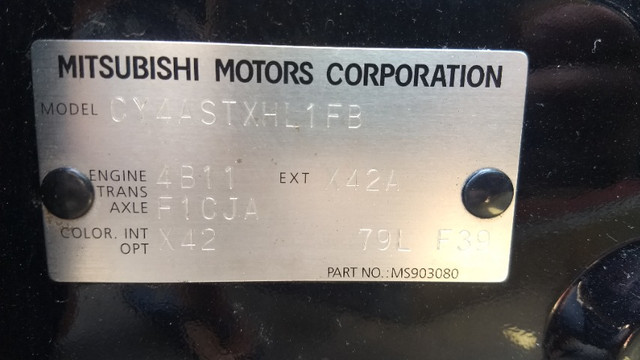 MITSUBISHI MOTORS CORPORATION
MODEL CY4ASTXHL1FB
ENGINE 4B11 EXT X42A
TRANS
AXLE F1CJA
COLOR. INT X42 79L F39
OPT
PART NO.:MS903080